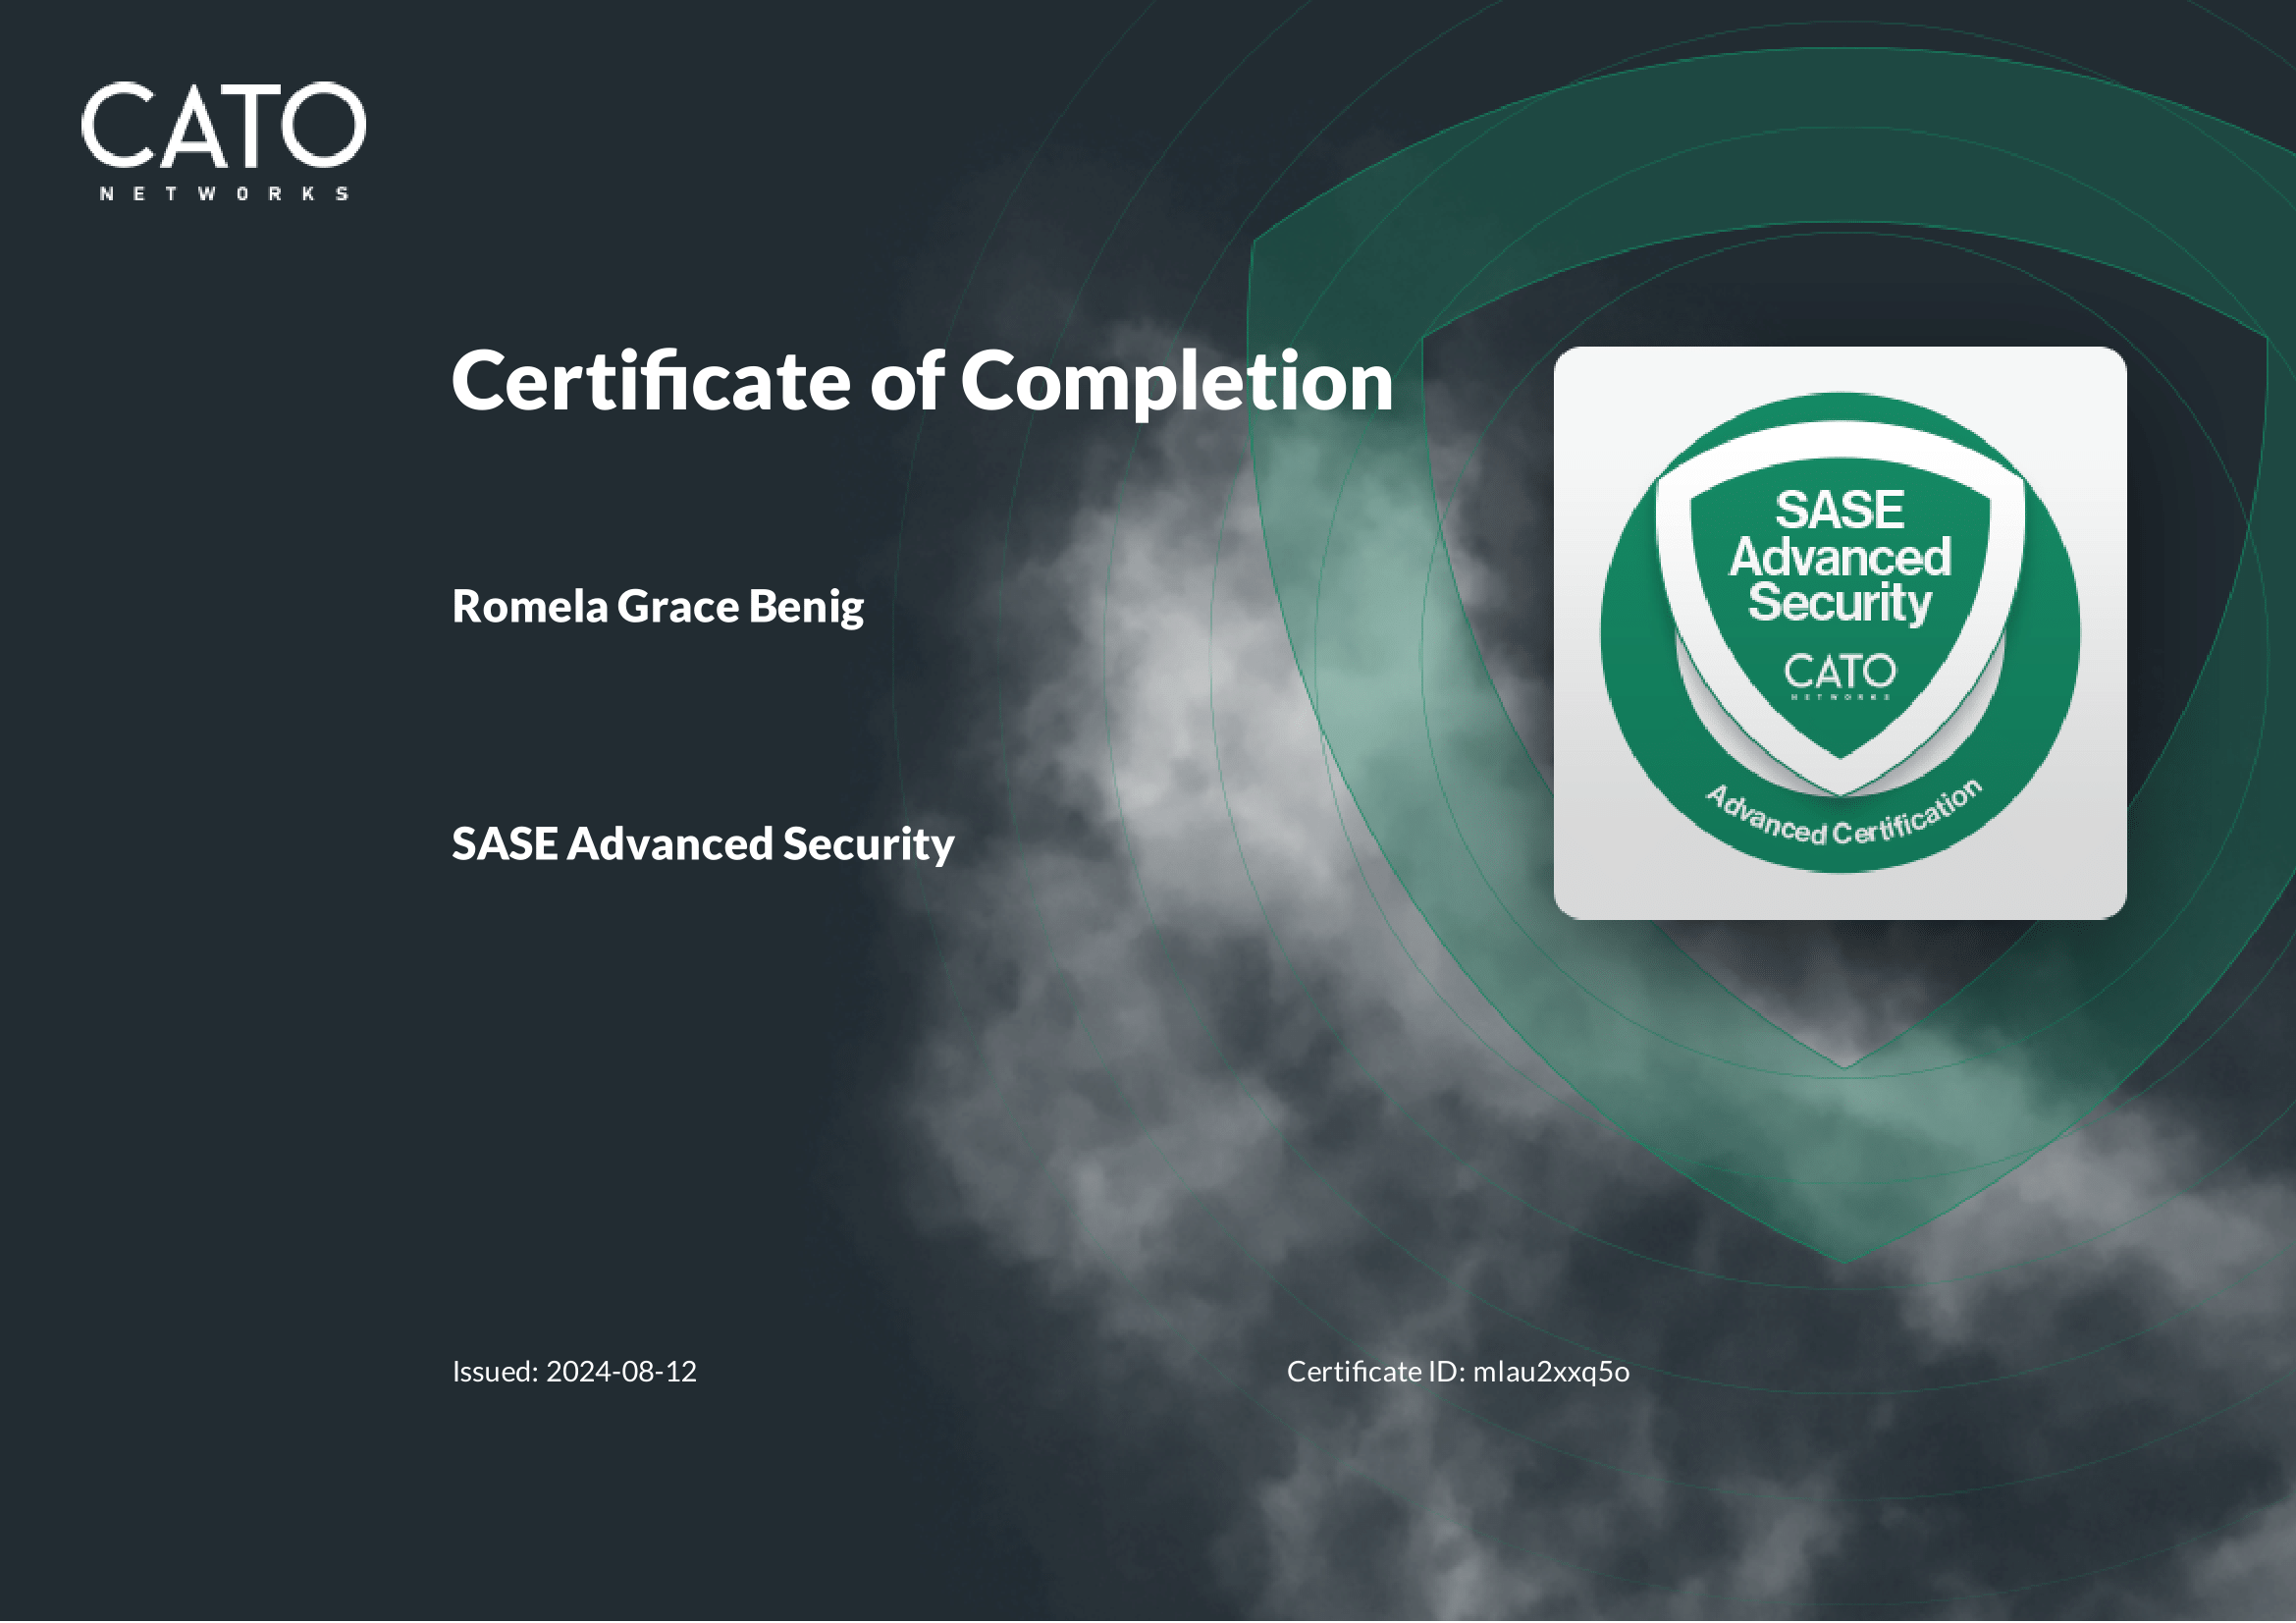 CATO
NETWORKS
Certificate of Completion
Romela Grace Benig
SASE Advanced Security
SASE
Advanced
Security
CATO
NETWORKS
Advanced Certification
Issued: 2024-08-12
Certificate ID: mlau2xxq5o